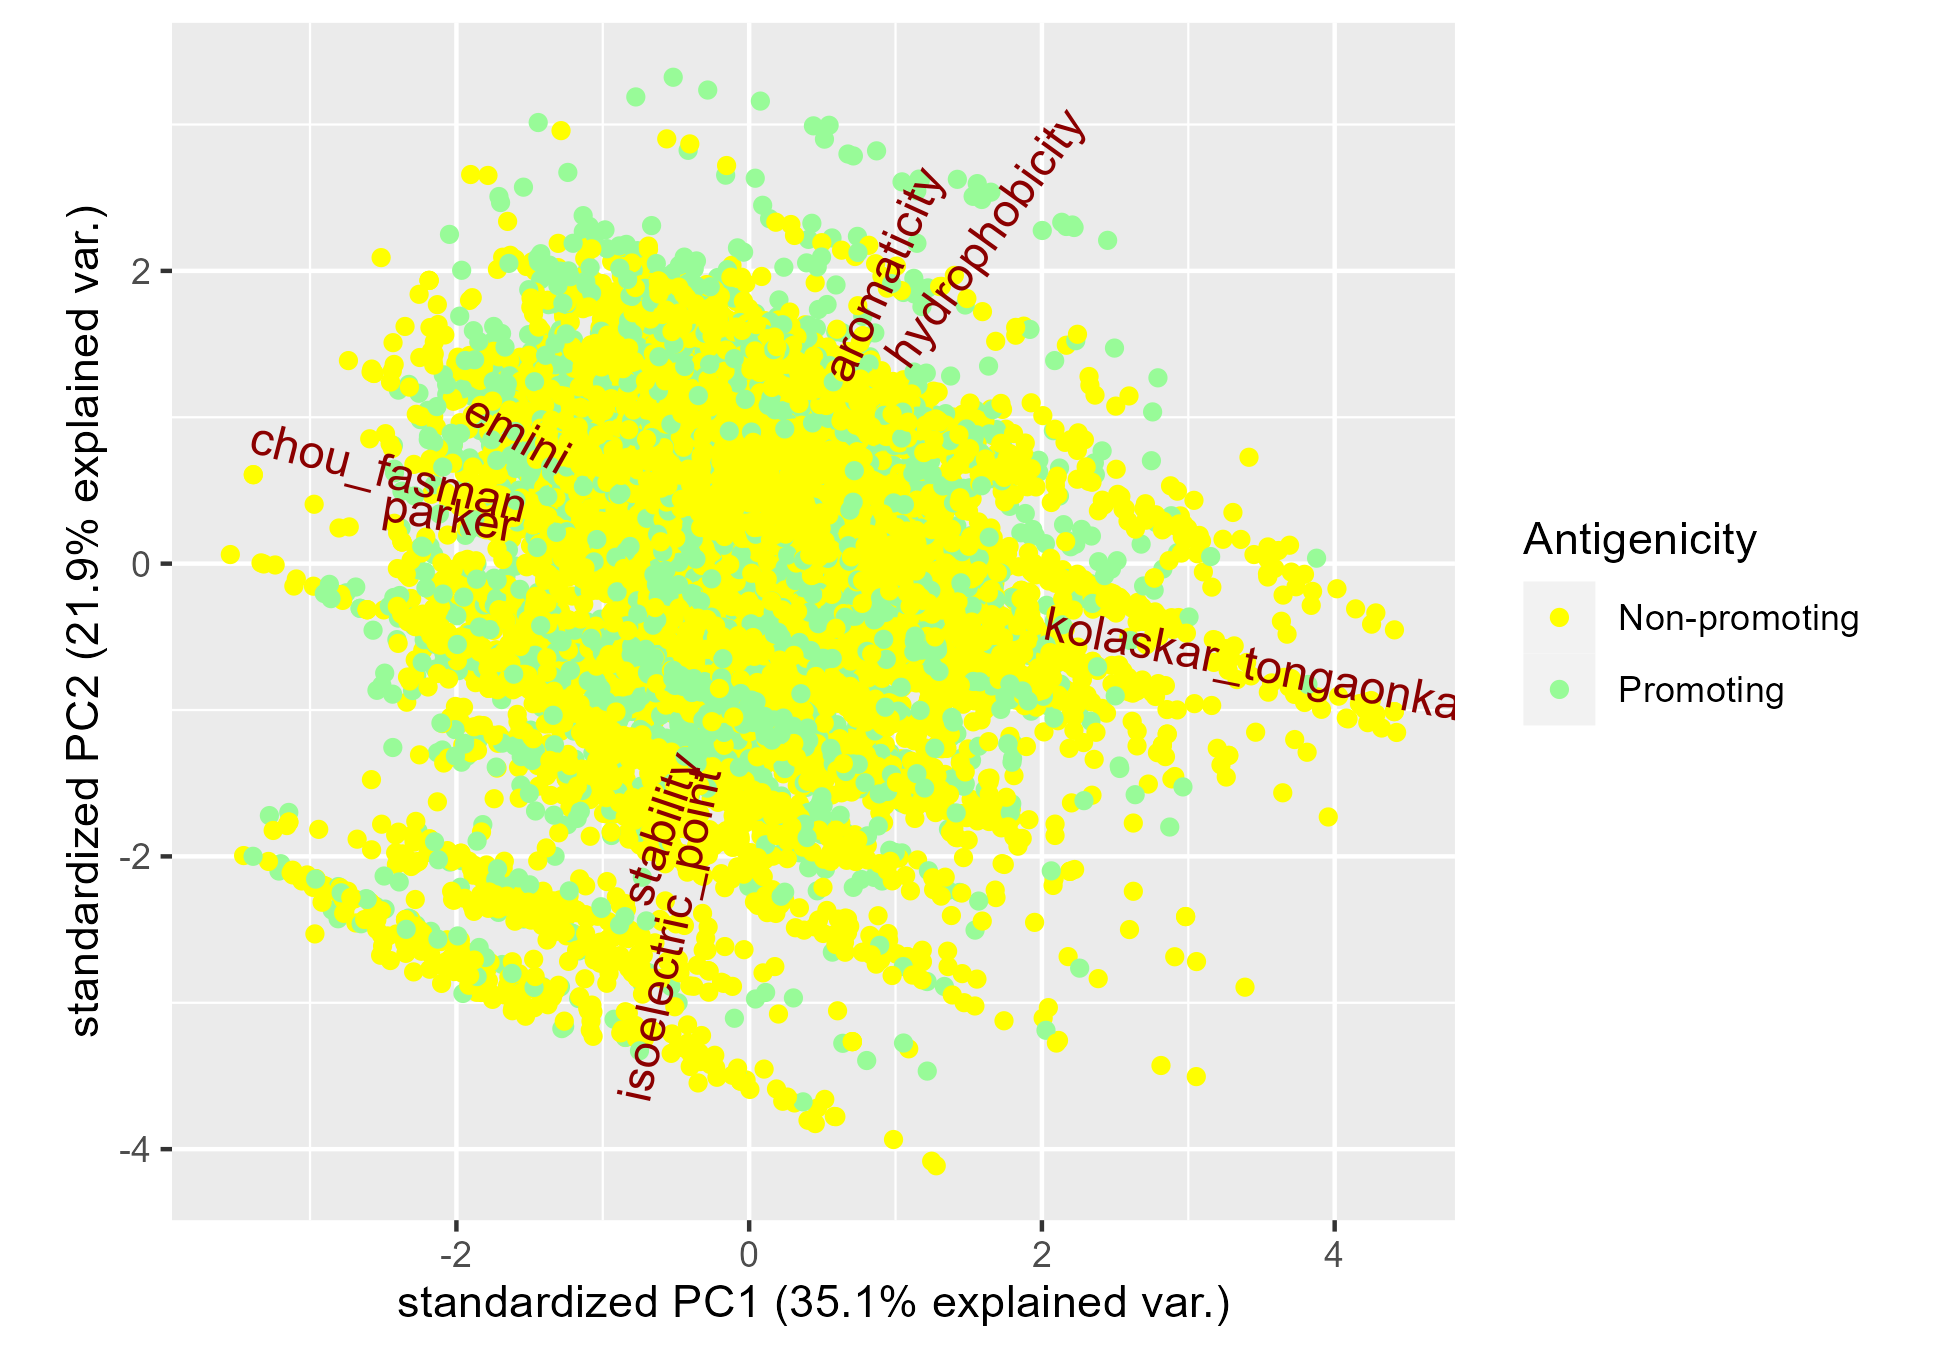 standardized PC2 (21.9% explained var.)
2
0
-2
-4
aromaticity
hydrophobicity
emini
chou_fasman
parker
kolaskar_tongaonka
stability
isoelectric_point
-2
0
2
4
standardized PC1 (35.1% explained var.)
Antigenicity
Non-promoting
Promoting